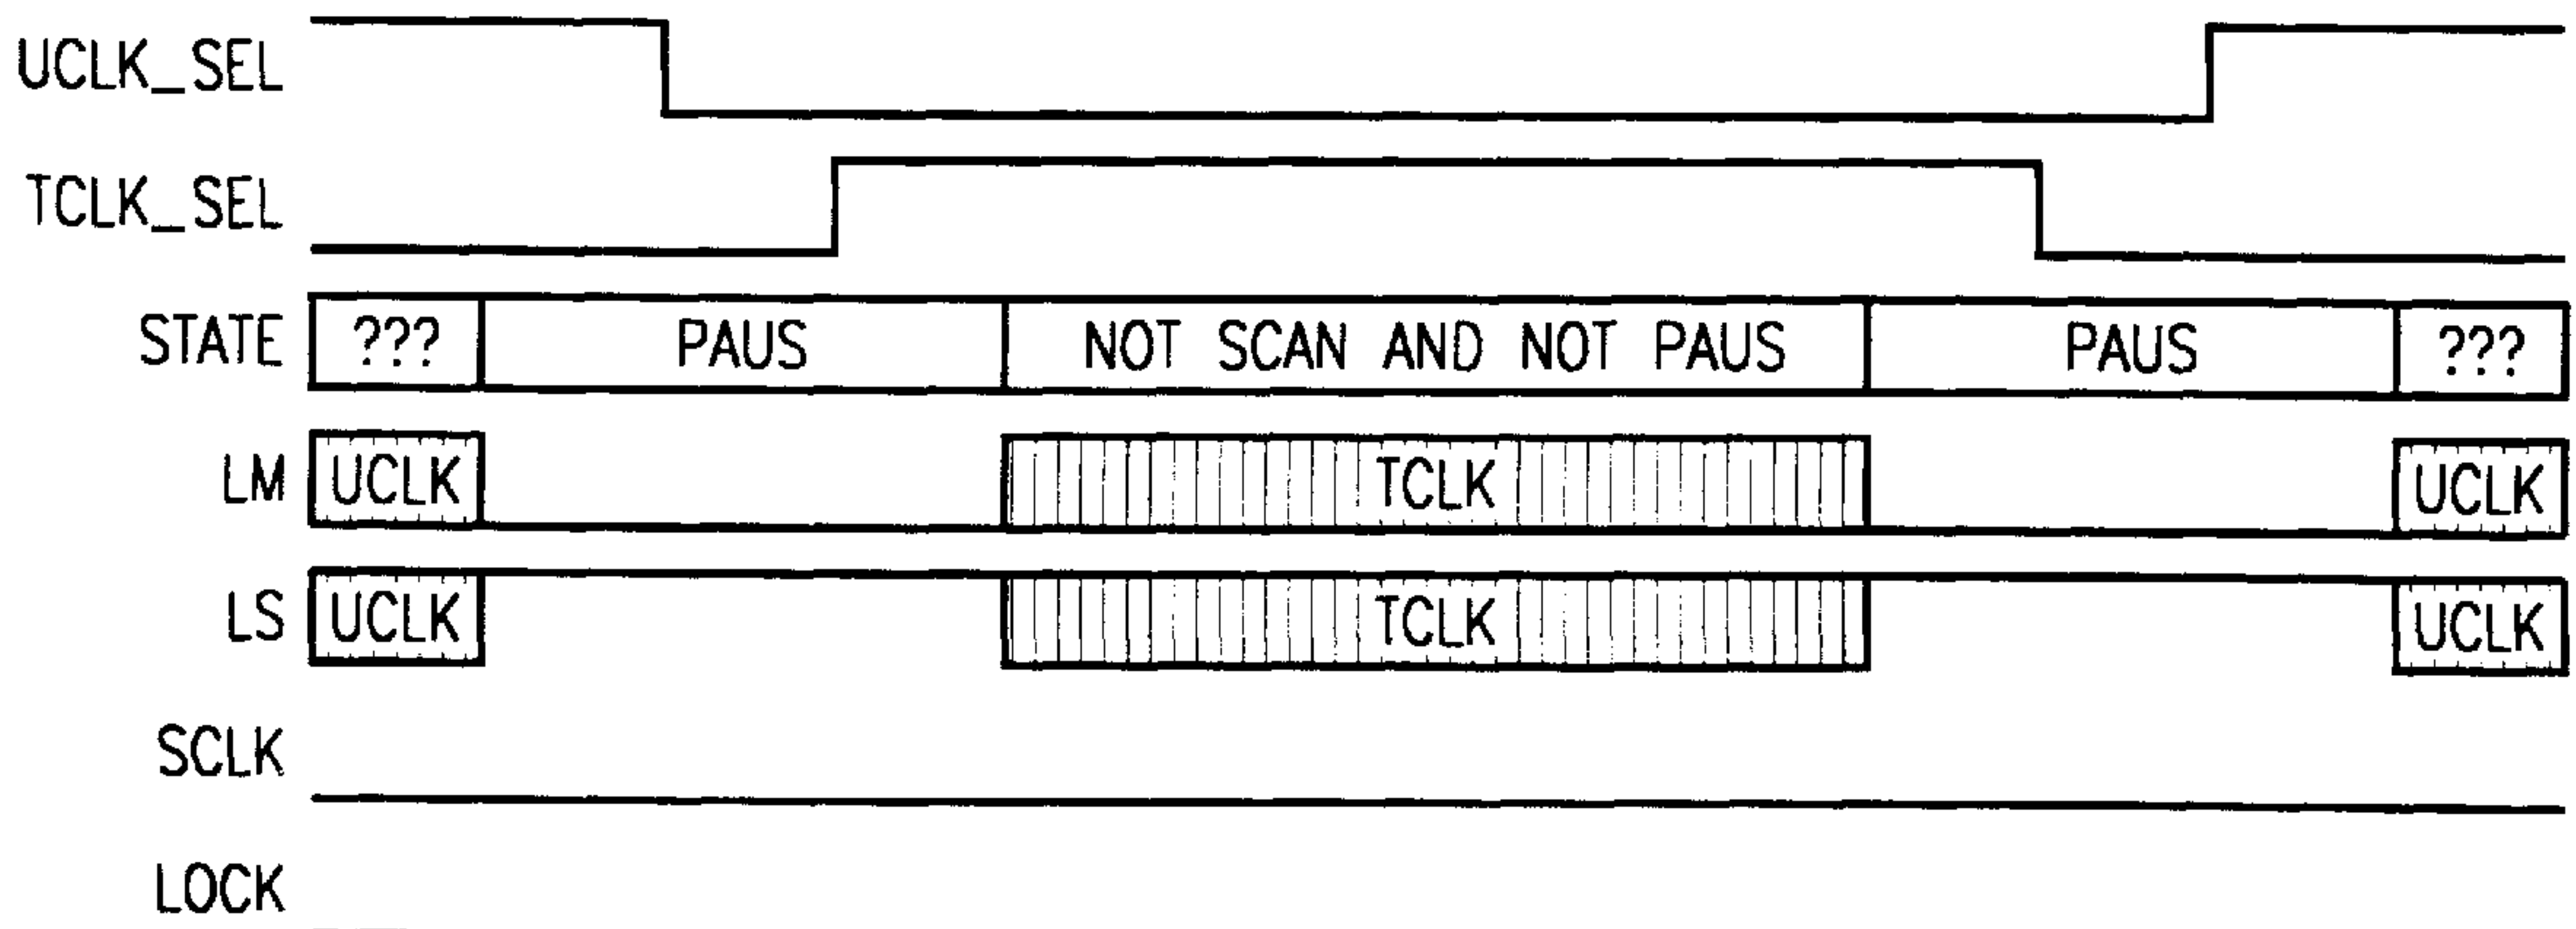 UCLK_SEL
TCLK_SEL
STATE ??? PAUS NOT SCAN AND NOT PAUS PAUS ???
LM UCLK TCLK UCLK
LS UCLK TCLK UCLK
SCLK
LOCK